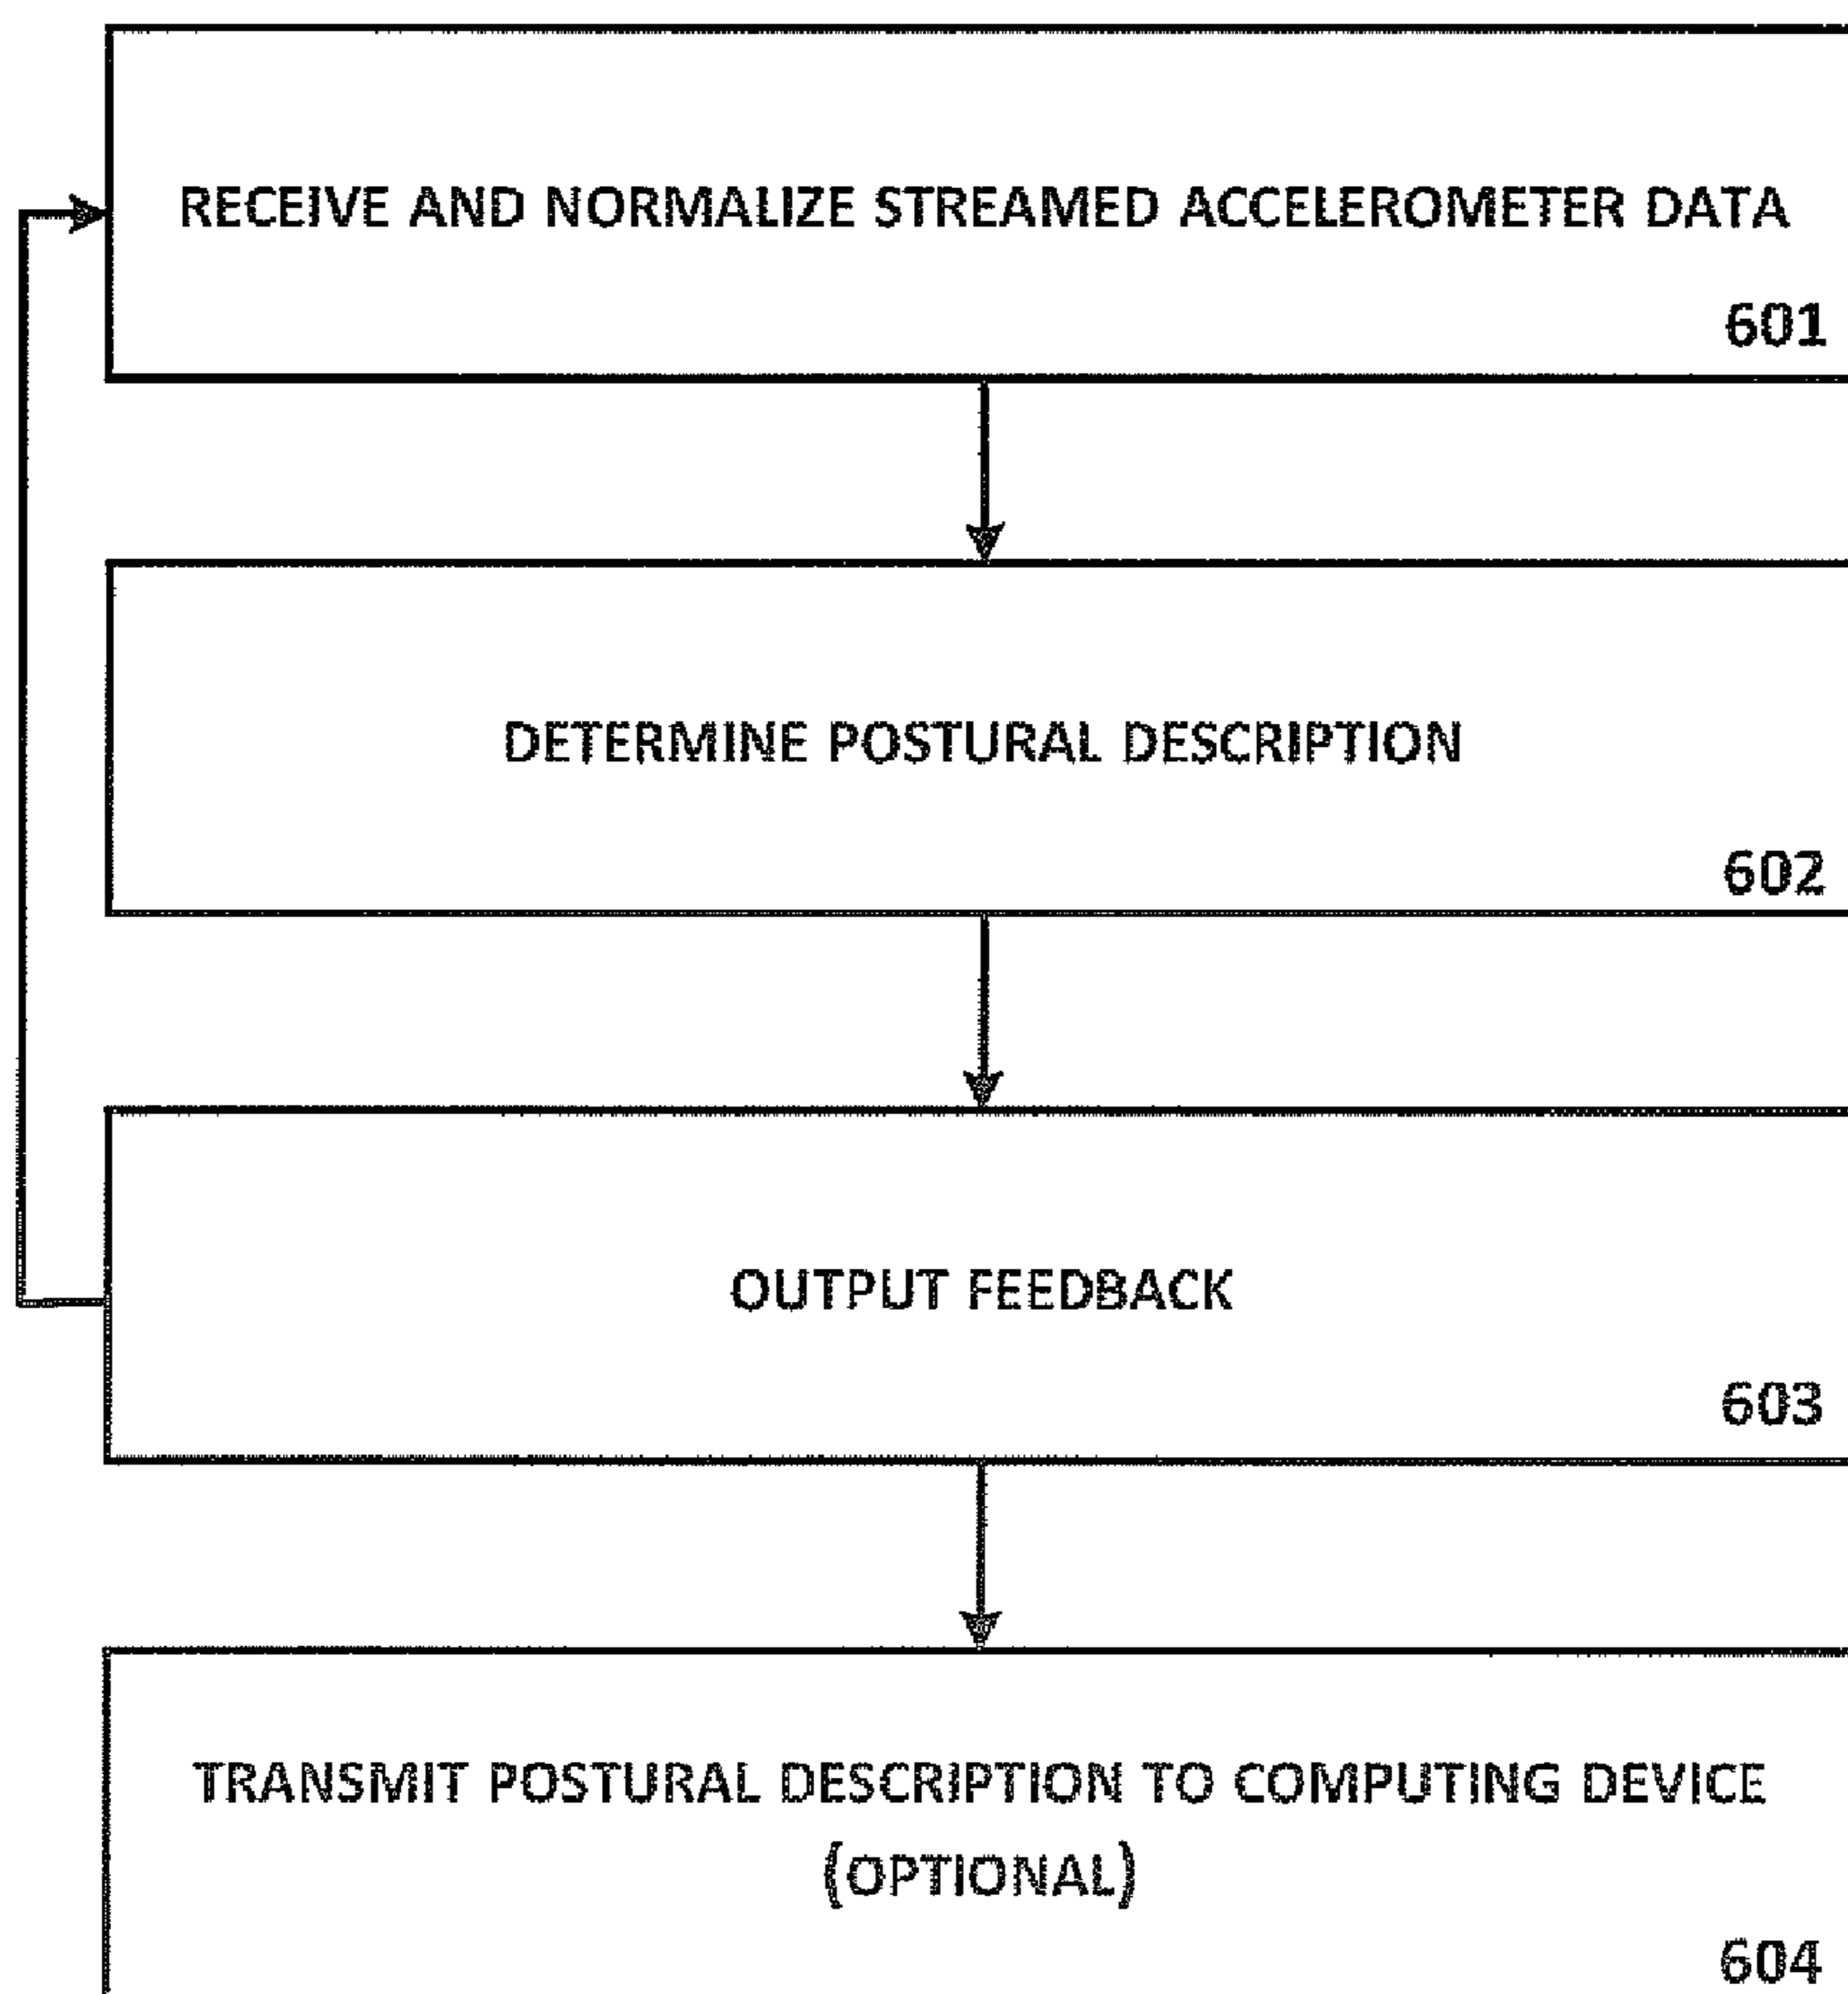 RECEIVE AND NORMALIZE STREAMED ACCELEROMETER DATA
601
DETERMINE POSTURAL DESCRIPTION
602
OUTPUT FEEDBACK
603
TRANSMIT POSTURAL DESCRIPTION TO COMPUTING DEVICE
(OPTIONAL)
604